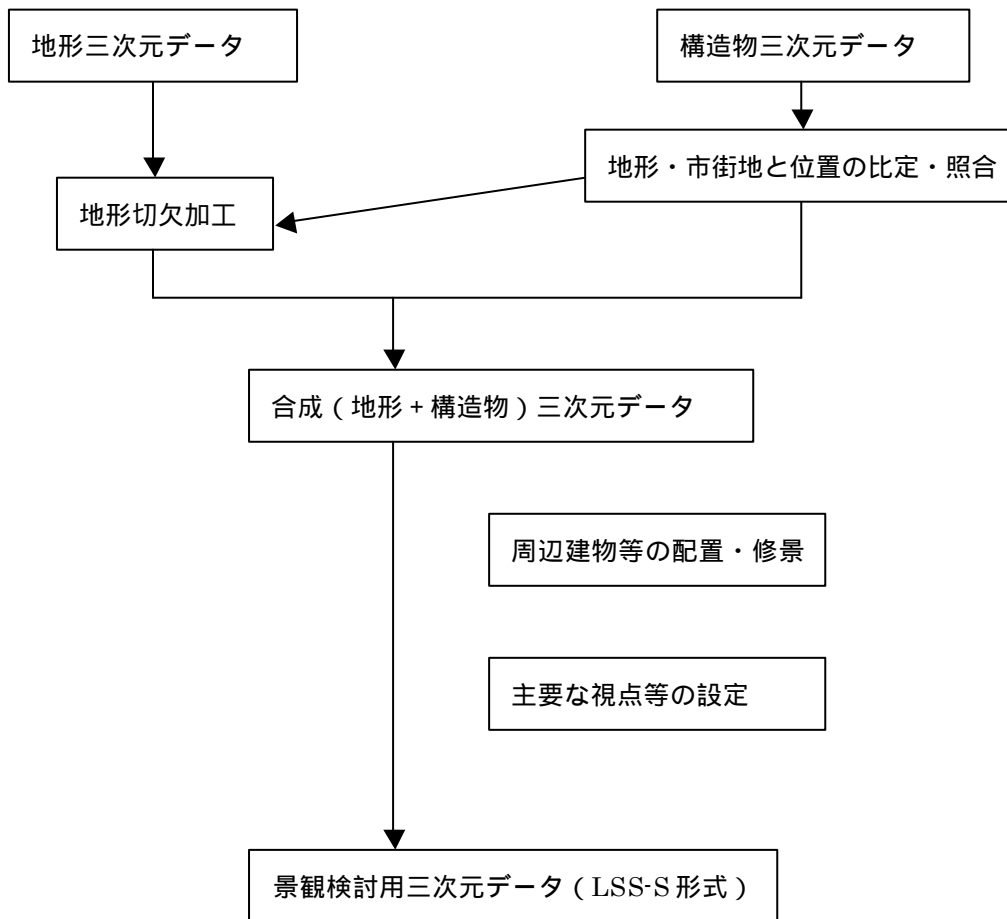 地形三次元データ
構造物三次元データ
地形・市街地と位置の比定・照合
地形切欠加工
合成（地形＋構造物）三次元データ
周辺建物等の配置・修景
主要な視点等の設定
景観検討用三次元データ（LSS-S 形式）